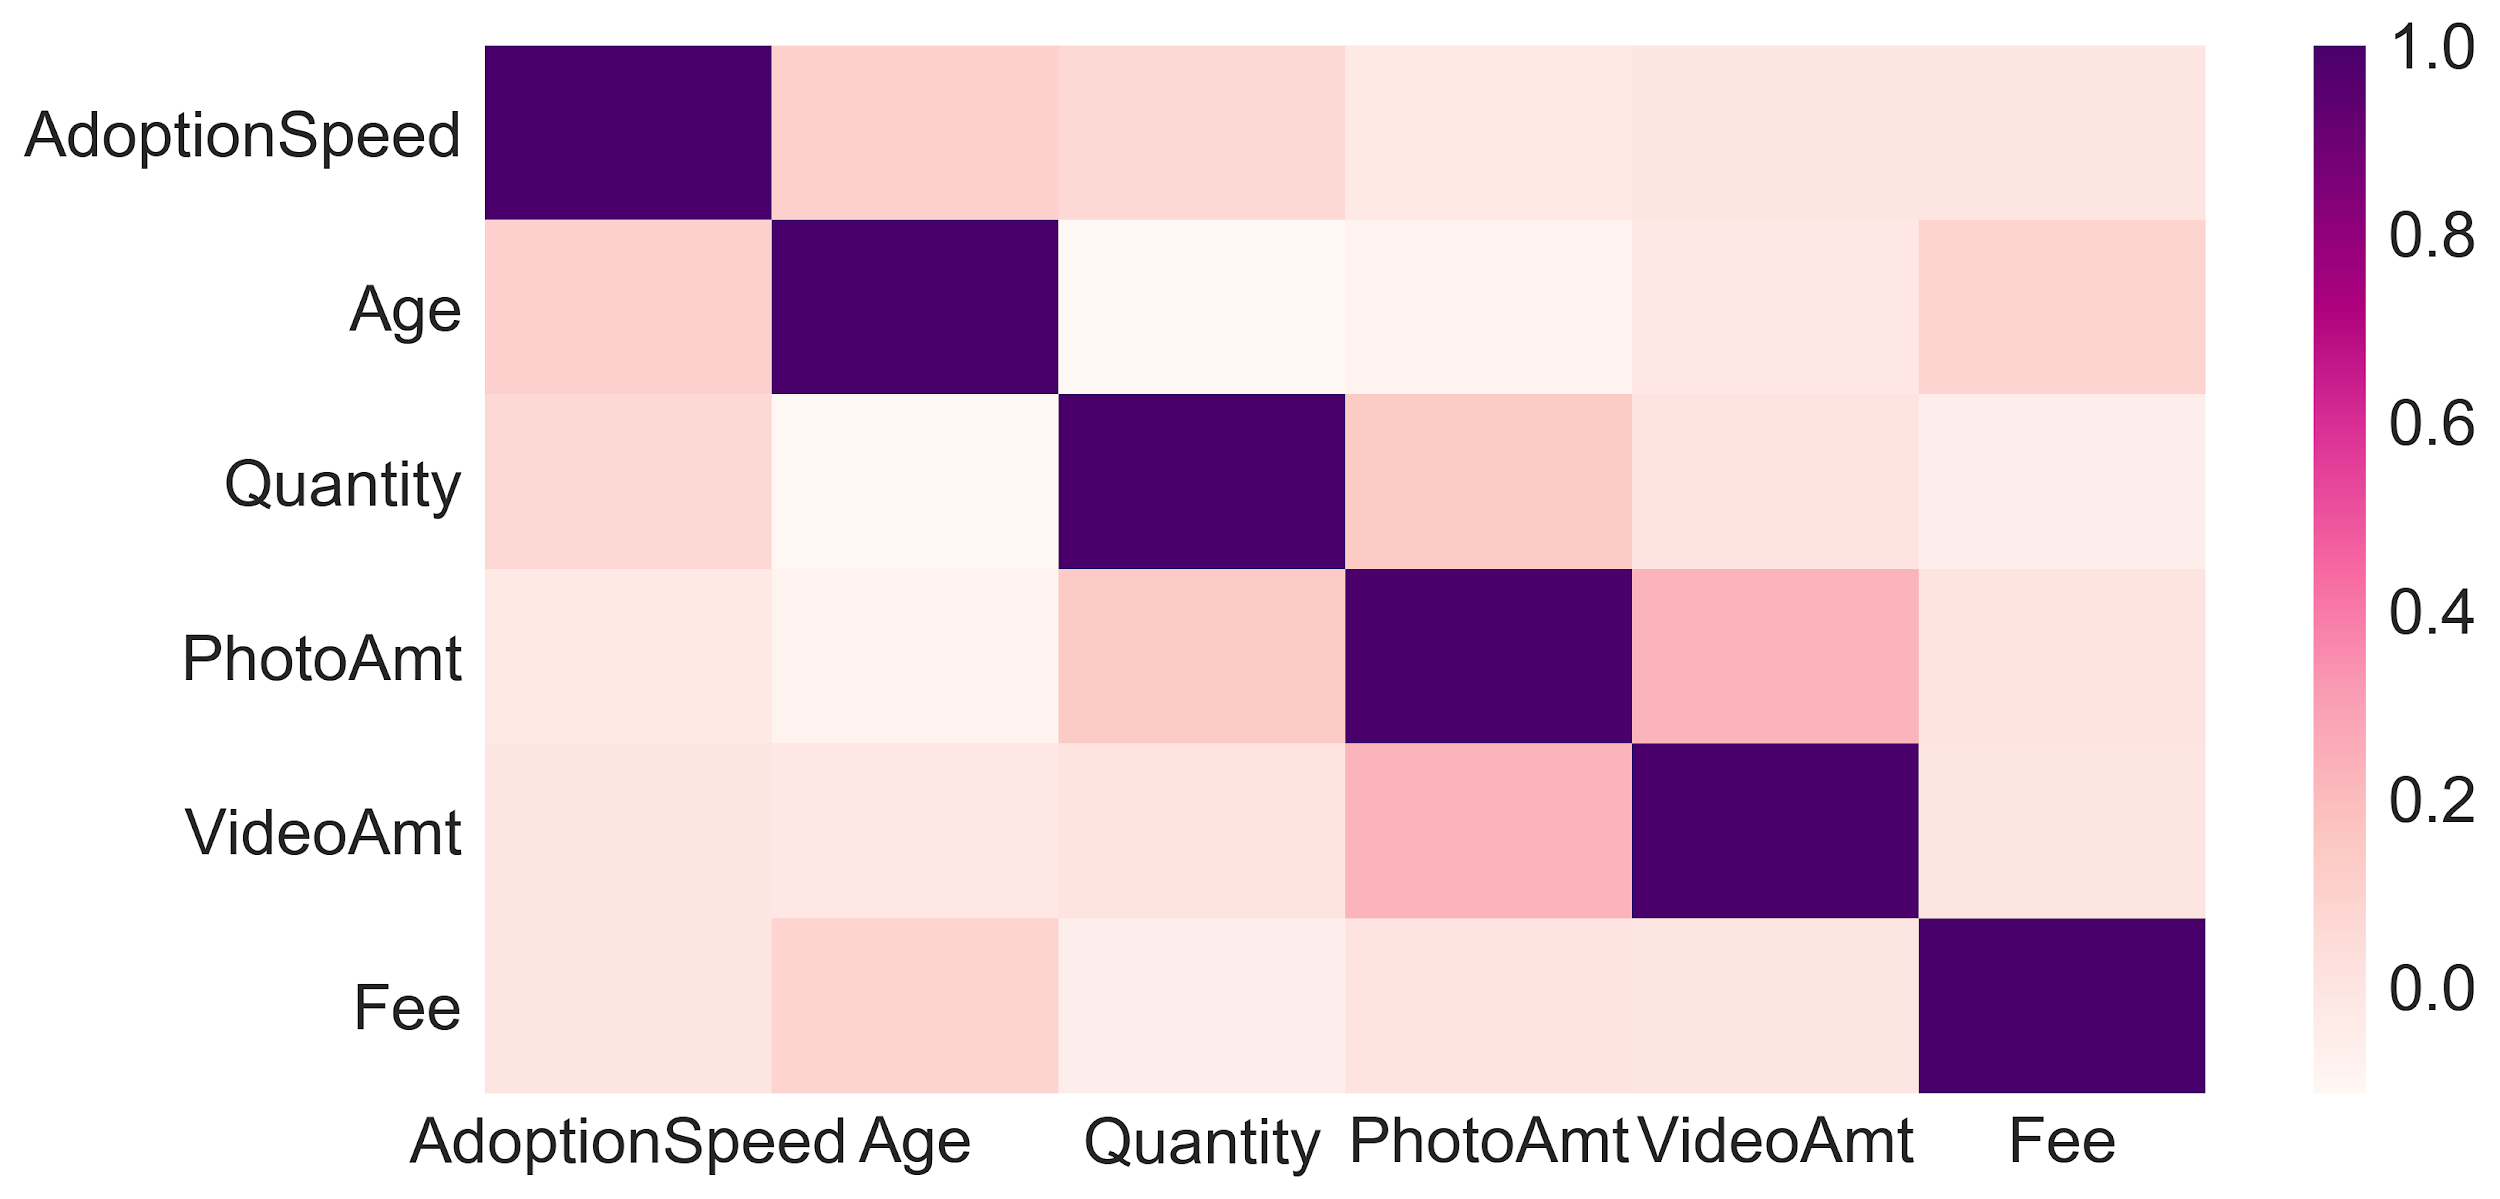 AdoptionSpeed
Age
Quantity
PhotoAmt
VideoAmt
Fee
AdoptionSpeed Age Quantity PhotoAmt VideoAmt Fee
1.0
0.8
0.6
0.4
0.2
0.0